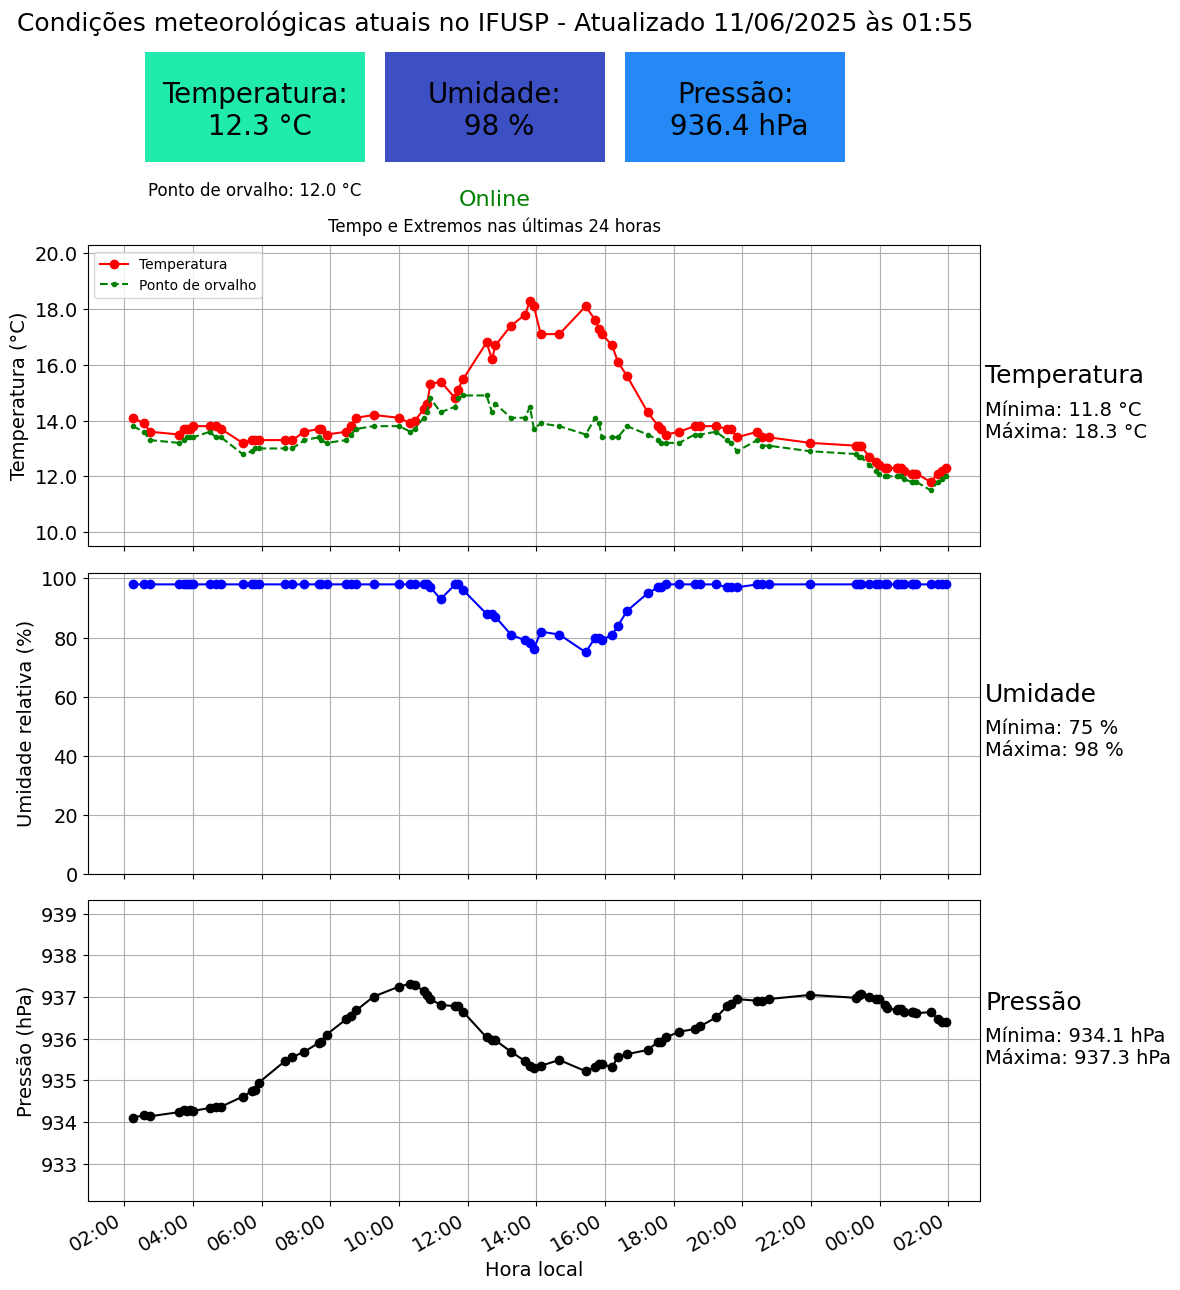 Condições meteorológicas atuais no IFUSP - Atualizado 11/06/2025 às 01:55
Temperatura:
12.3 °C
Umidade:
98 %
Pressão:
936.4 hPa
Ponto de orvalho: 12.0 °C
Online
Tempo e Extremos nas últimas 24 horas
Temperatura (°C)
20.0
18.0
16.0
14.0
12.0
10.0
Temperatura
Ponto de orvalho
Temperatura
Mínima: 11.8 °C
Máxima: 18.3 °C
Umidade relativa (%)
100
80
60
40
20
0
Umidade
Mínima: 75 %
Máxima: 98 %
Pressão (hPa)
939
938
937
936
935
934
933
Pressão
Mínima: 934.1 hPa
Máxima: 937.3 hPa
02:00
04:00
06:00
08:00
10:00
12:00
14:00
16:00
18:00
20:00
22:00
00:00
02:00
Hora local